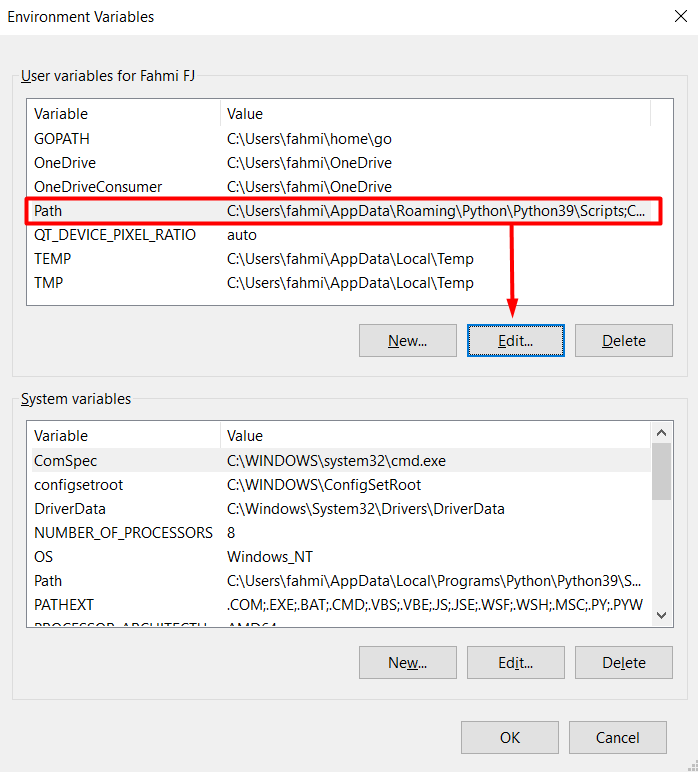 Environment Variables
User variables for Fahmi FJ
Variable Value
GOPATH C:\Users\fahmi\home\go
OneDrive C:\Users\fahmi\OneDrive
OneDriveConsumer C:\Users\fahmi\OneDrive
Path C:\Users\fahmi\AppData\Roaming\Python\Python39\Scripts;C...
QT_DEVICE_PIXEL_RATIO auto
TEMP C:\Users\fahmi\AppData\Local\Temp
TMP C:\Users\fahmi\AppData\Local\Temp
New... Edit... Delete
System variables
Variable Value
ComSpec C:\WINDOWS\system32\cmd.exe
configsetroot C:\WINDOWS\ConfigSetRoot
DriverData C:\Windows\System32\Drivers\DriverData
NUMBER_OF_PROCESSORS 8
OS Windows_NT
Path C:\Users\fahmi\AppData\Local\Programs\Python\Python39\S...
PATHEXT .COM;.EXE;.BAT;.CMD;.VBS;.VBE;.JS;.JSE;.WSF;.WSH;.MSC;.PY;.PYW
New... Edit... Delete
OK Cancel